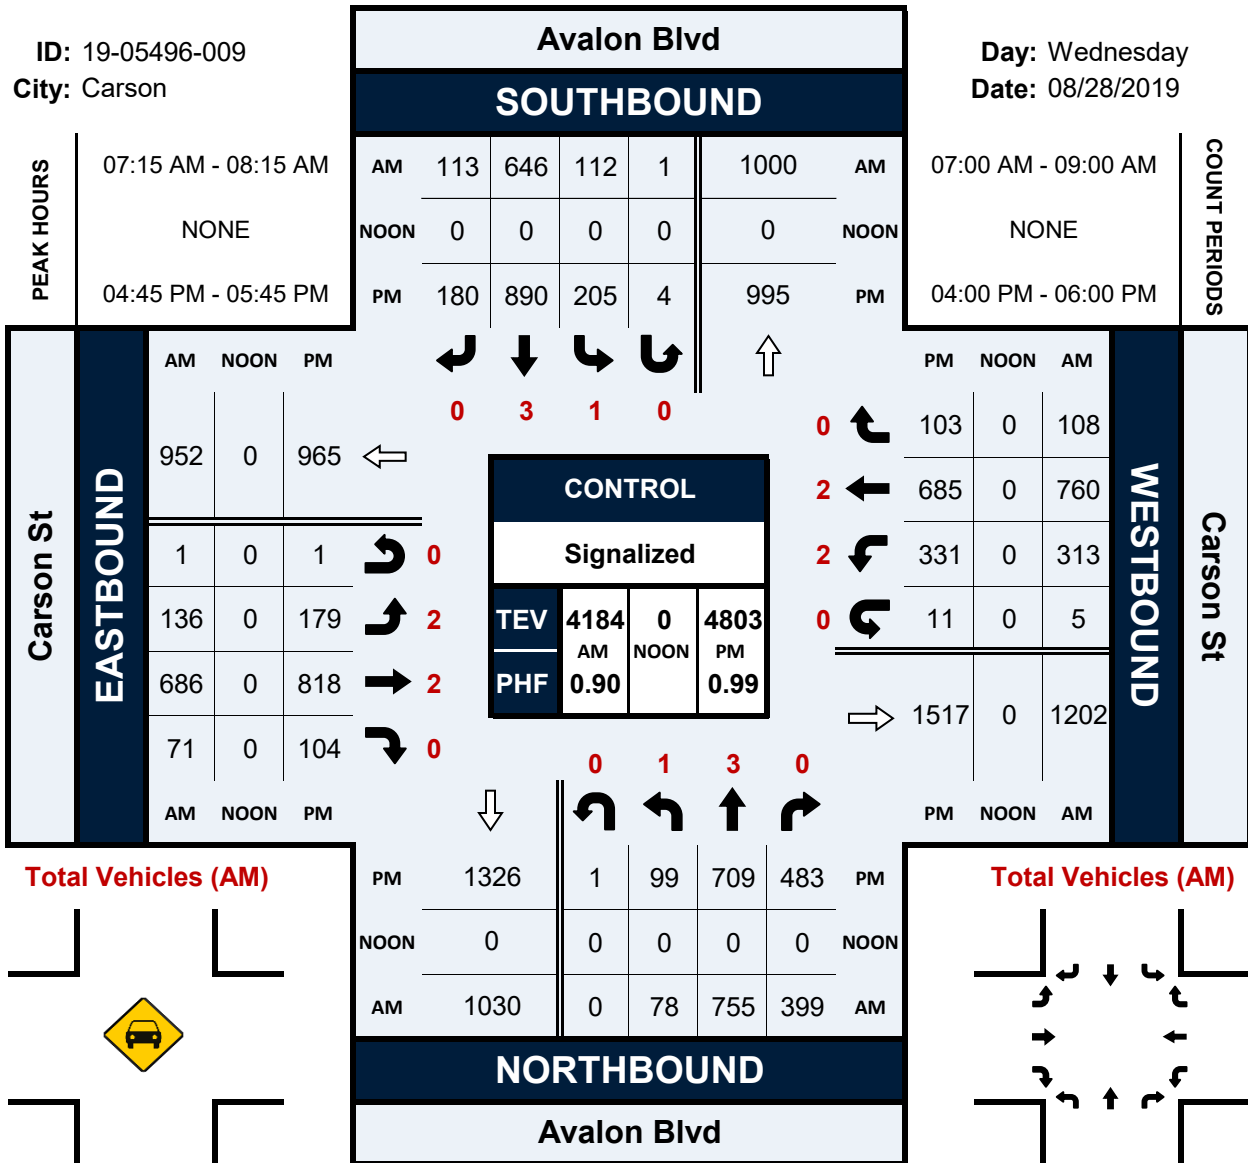 Avalon Blvd
ID: 19-05496-009
Day: Wednesday
City: Carson
Date: 08/28/2019
SOUTHBOUND
PEAK HOURS
07:15 AM - 08:15 AM
NONE
04:45 PM - 05:45 PM
AM 113 646 112 1 1000 AM
NOON 0 0 0 0 0 NOON
PM 180 890 205 4 995 PM
07:00 AM - 09:00 AM
NONE
04:00 PM - 06:00 PM
COUNT PERIODS
0 3 1 0
Carson St
EASTBOUND
AM NOON PM
952 0 965
1 0 1 0
136 0 179 2
686 0 818 2
71 0 104 0
AM NOON PM
CONTROL
Signalized
TEV 4184 0 4803
AM NOON PM
PHF 0.90 0.99
PM NOON AM
0 103 0 108
2 685 0 760
2 331 0 313
0 11 0 5
1517 0 1202
PM NOON AM
WESTBOUND
Carson St
0 1 3 0
PM 1326 1 99 709 483 PM
NOON 0 0 0 0 0 NOON
AM 1030 0 78 755 399 AM
NORTHBOUND
Avalon Blvd
Total Vehicles (AM)
Total Vehicles (AM)